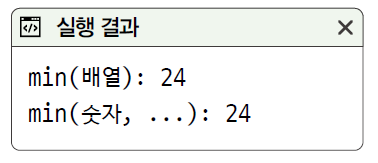 실행 결과
min(배열): 24
min(숫자, ...): 24